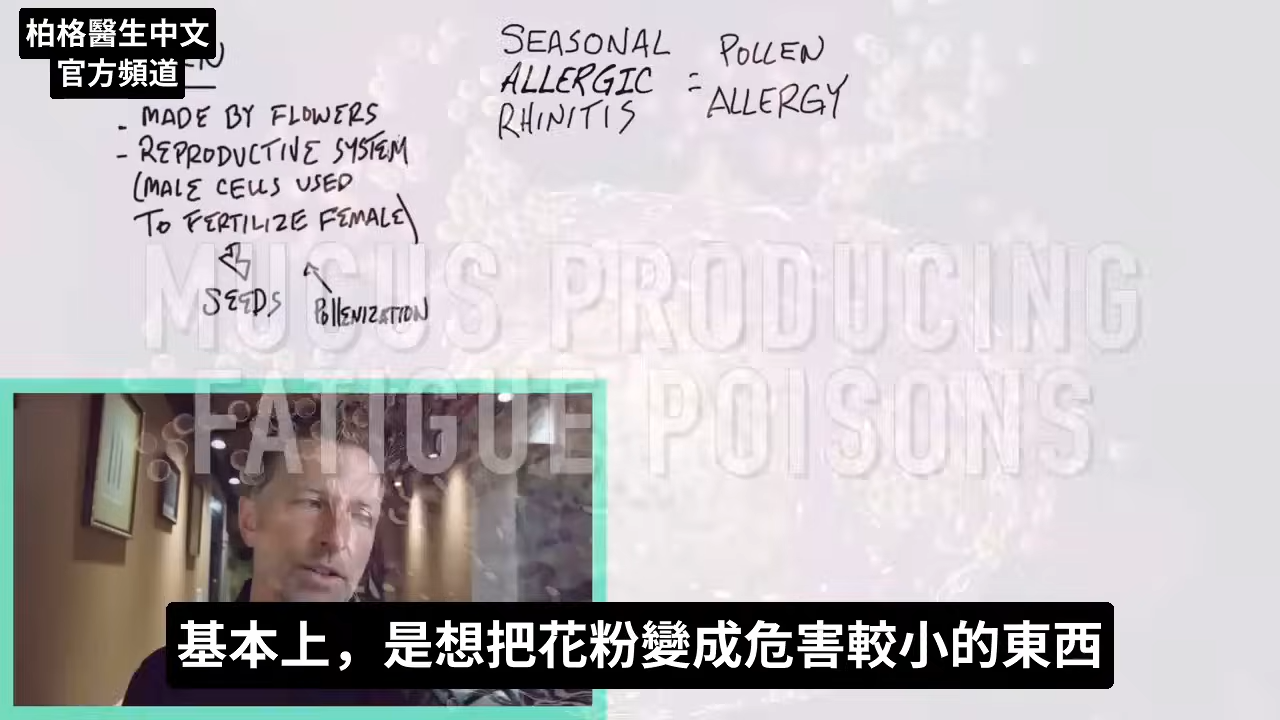 柏格醫生中文
官方頻道
- MADE BY FLOWERS
- REPRODUCTIVE SYSTEM
(MALE CELLS USED
TO FERTILIZE FEMALE)
SEEDS
POllENIZATION
SEASONAL
ALLERGIC
RHINITIS
= POLLEN
ALLERGY
MUCUS PRODUCING
FATIGUE POISONS
基本上，是想把花粉變成危害較小的東西